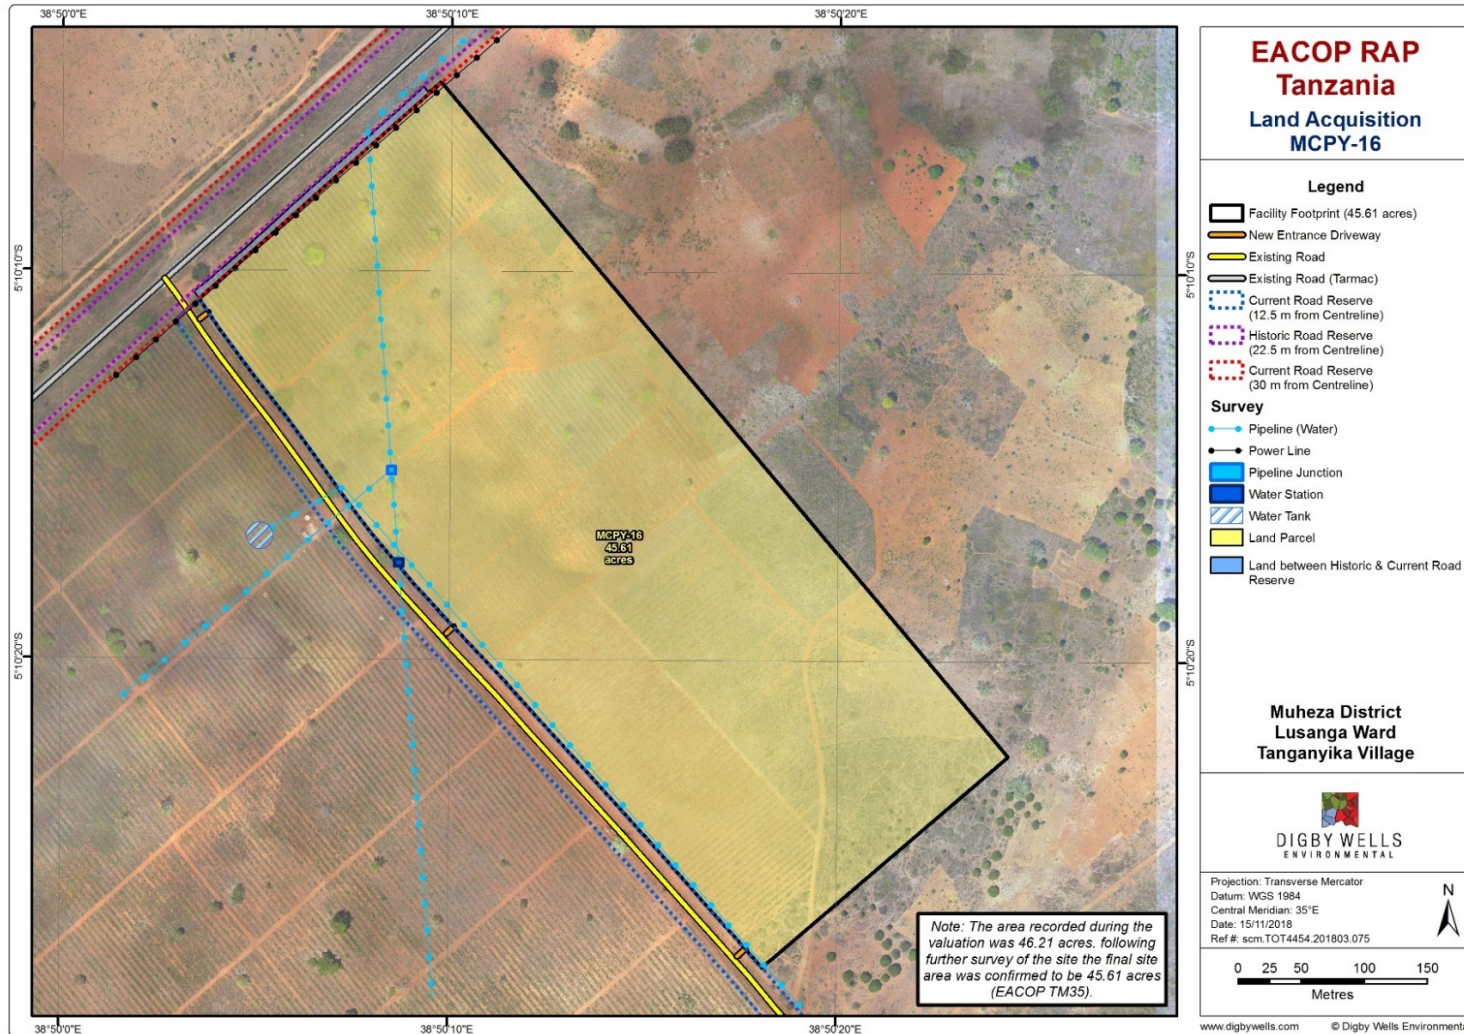 38°50'0"E
38°50'10"E
38°50'20"E
5°10'10"S
5°10'10"S
5°10'20"S
5°10'20"S
MCPY-16
45.61
acres
Note: The area recorded during the
valuation was 46.21 acres. following
further survey of the site the final site
area was confirmed to be 45.61 acres
(EACOP TM35).
38°50'0"E
38°50'10"E
38°50'20"E
EACOP RAP
Tanzania
Land Acquisition
MCPY-16
Legend
Facility Footprint (45.61 acres)
New Entrance Driveway
Existing Road
Existing Road (Tarmac)
Current Road Reserve
(12.5 m from Centreline)
Historic Road Reserve
(22.5 m from Centreline)
Current Road Reserve
(30 m from Centreline)
Survey
Pipeline (Water)
Power Line
Pipeline Junction
Water Station
Water Tank
Land Parcel
Land between Historic & Current Road
Reserve
Muheza District
Lusanga Ward
Tanganyika Village
DIGBY WELLS
ENVIRONMENTAL
Projection: Transverse Mercator
Datum: WGS 1984
Central Meridian: 35°E
Date: 15/11/2018
Ref #: scm.TOT4454.201803.075
N
0 25 50 100 150
Metres
www.digbywells.com © Digby Wells Environment